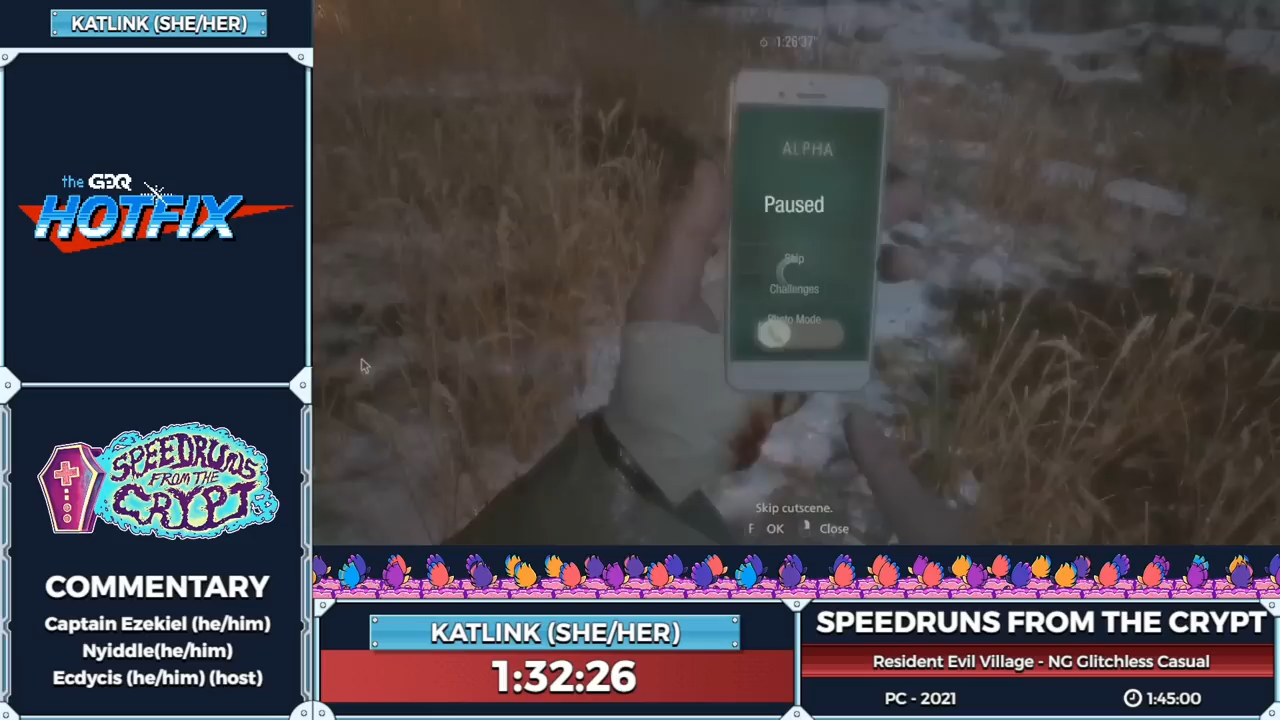 KATLINK (SHE/HER)
the GDQ
HOTFIX
SPEEDRUNS
FROM THE
CRYPT
COMMENTARY
Captain Ezekiel (he/him)
Nyiddle(he/him)
Ecdycis (he/him) (host)
1:26'37"
ALPHA
Paused
Skip
Challenges
Photo Mode
Skip cutscene.
F OK Close
KATLINK (SHE/HER)
1:32:26
SPEEDRUNS FROM THE CRYPT
Resident Evil Village - NG Glitchless Casual
PC - 2021 1:45:00